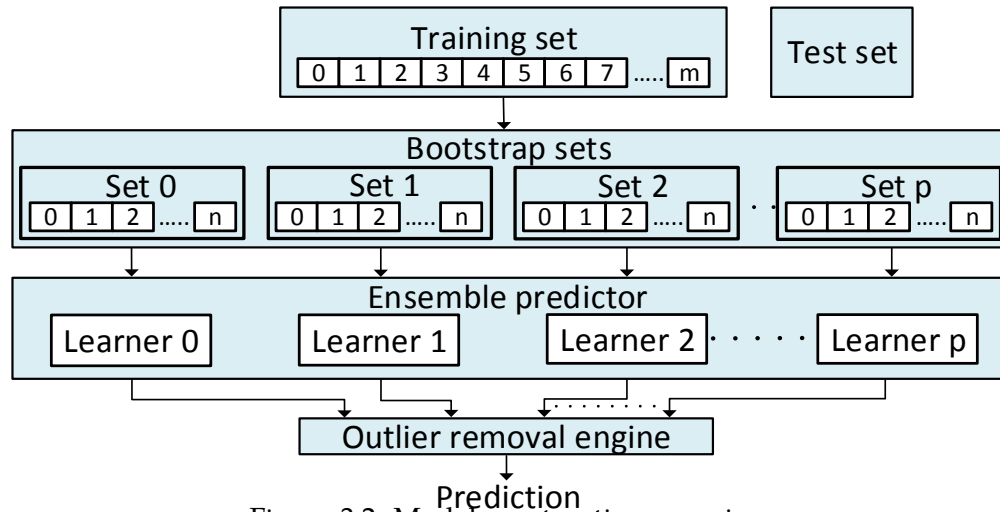 Training set
0 1 2 3 4 5 6 7 ..... m
Test set
Bootstrap sets
Set 0
0 1 2 ..... n
Set 1
0 1 2 ..... n
Set 2
0 1 2 ..... n
. .
Set p
0 1 2 ..... n
Ensemble predictor
Learner 0
Learner 1
Learner 2
. . . . .
Learner p
Outlier removal engine
Prediction